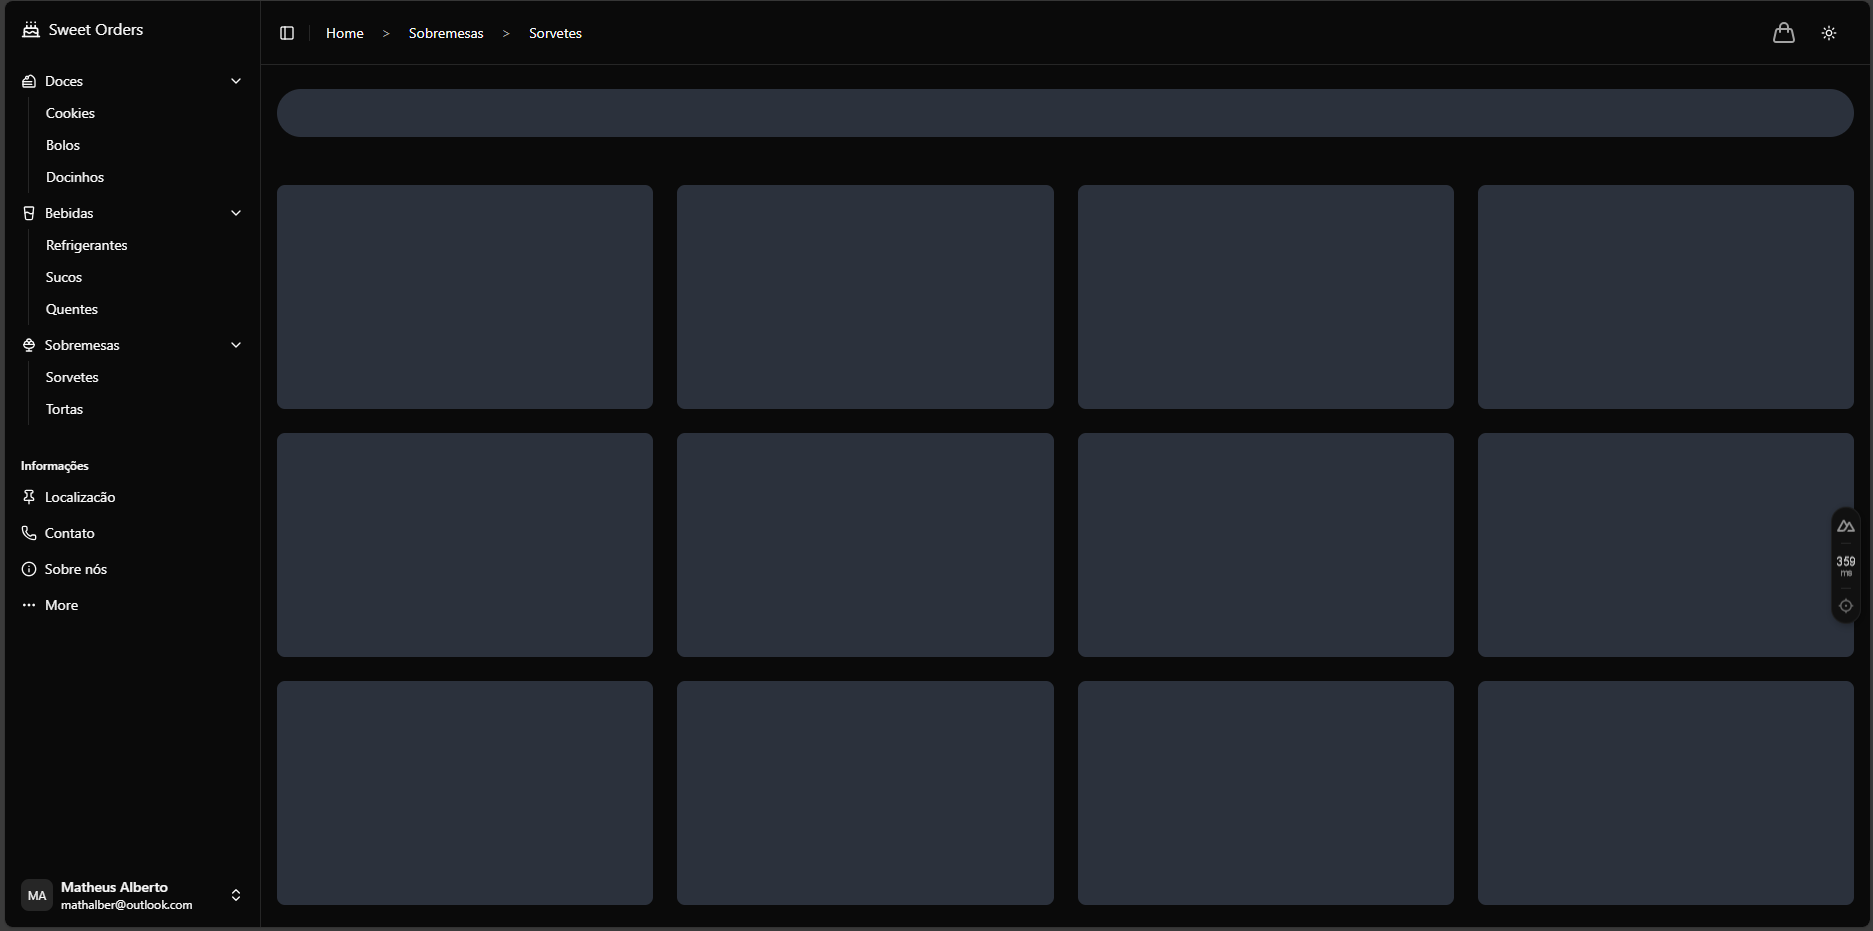 Sweet Orders
Home > Sobremesas > Sorvetes
Doces
Cookies
Bolos
Docinhos
Bebidas
Refrigerantes
Sucos
Quentes
Sobremesas
Sorvetes
Tortas
Informações
Localizacão
Contato
Sobre nós
More
359
ms
MA
Matheus Alberto
mathalber@outlook.com